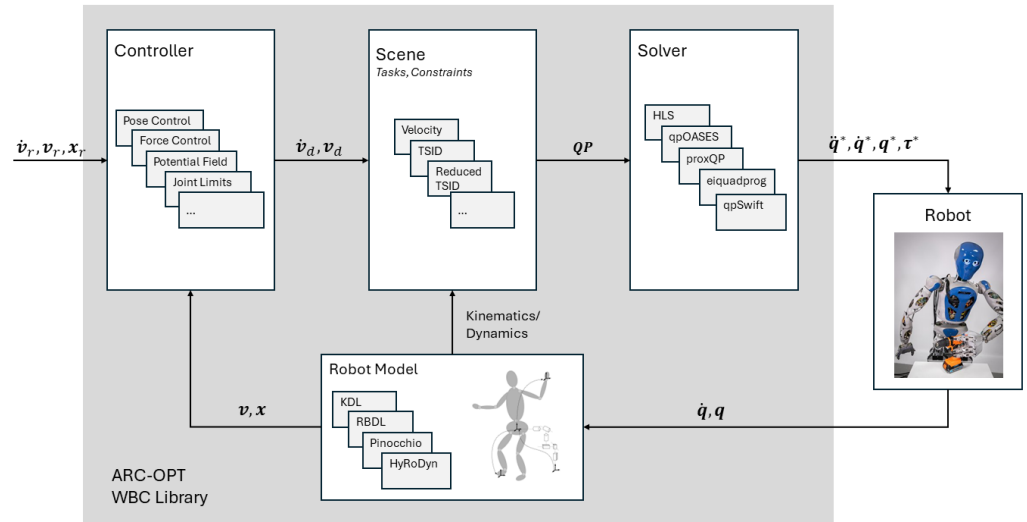 Controller
Pose Control
Force Control
Potential Field
Joint Limits
...
Scene
Tasks, Constraints
Velocity
TSID
Reduced
TSID
...
Solver
HLS
qpOASES
proxQP
eiquadprog
qpSwift
v̇ᵣ, vᵣ, xᵣ
v̇_d, v_d
QP
q̈*, q̇*, q*, τ*
Robot
Kinematics/
Dynamics
Robot Model
KDL
RBDL
Pinocchio
HyRoDyn
v, x
q̇, q
ARC-OPT
WBC Library